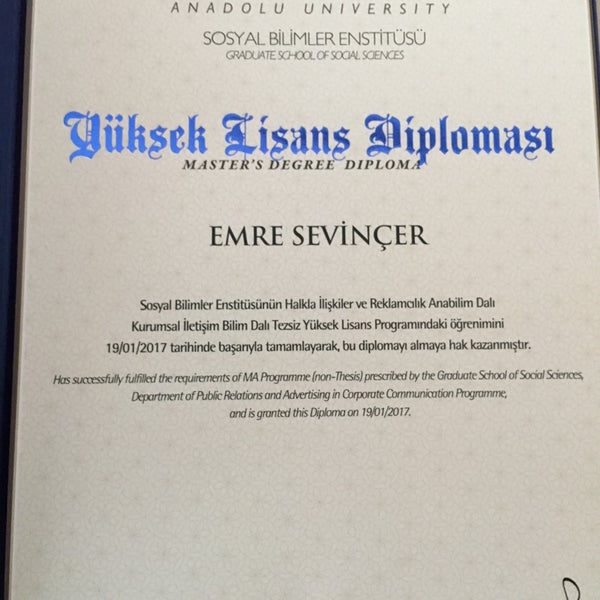 ANADOLU UNIVERSITY
SOSYAL BİLİMLER ENSTİTÜSÜ
GRADUATE SCHOOL OF SOCIAL SCIENCES
Yüksek Lisans Diploması
MASTER'S DEGREE DIPLOMA
EMRE SEVİNÇER
Sosyal Bilimler Enstitüsünün Halkla İlişkiler ve Reklamcılık Anabilim Dalı
Kurumsal İletişim Bilim Dalı Tezsiz Yüksek Lisans Programındaki öğrenimini
19/01/2017 tarihinde başarıyla tamamlayarak, bu diplomayı almaya hak kazanmıştır.
Has successfully fulfilled the requirements of MA Programme (non-Thesis) prescribed by the Graduate School of Social Sciences,
Department of Public Relations and Advertising in Corporate Communication Programme,
and is granted this Diploma on 19/01/2017.